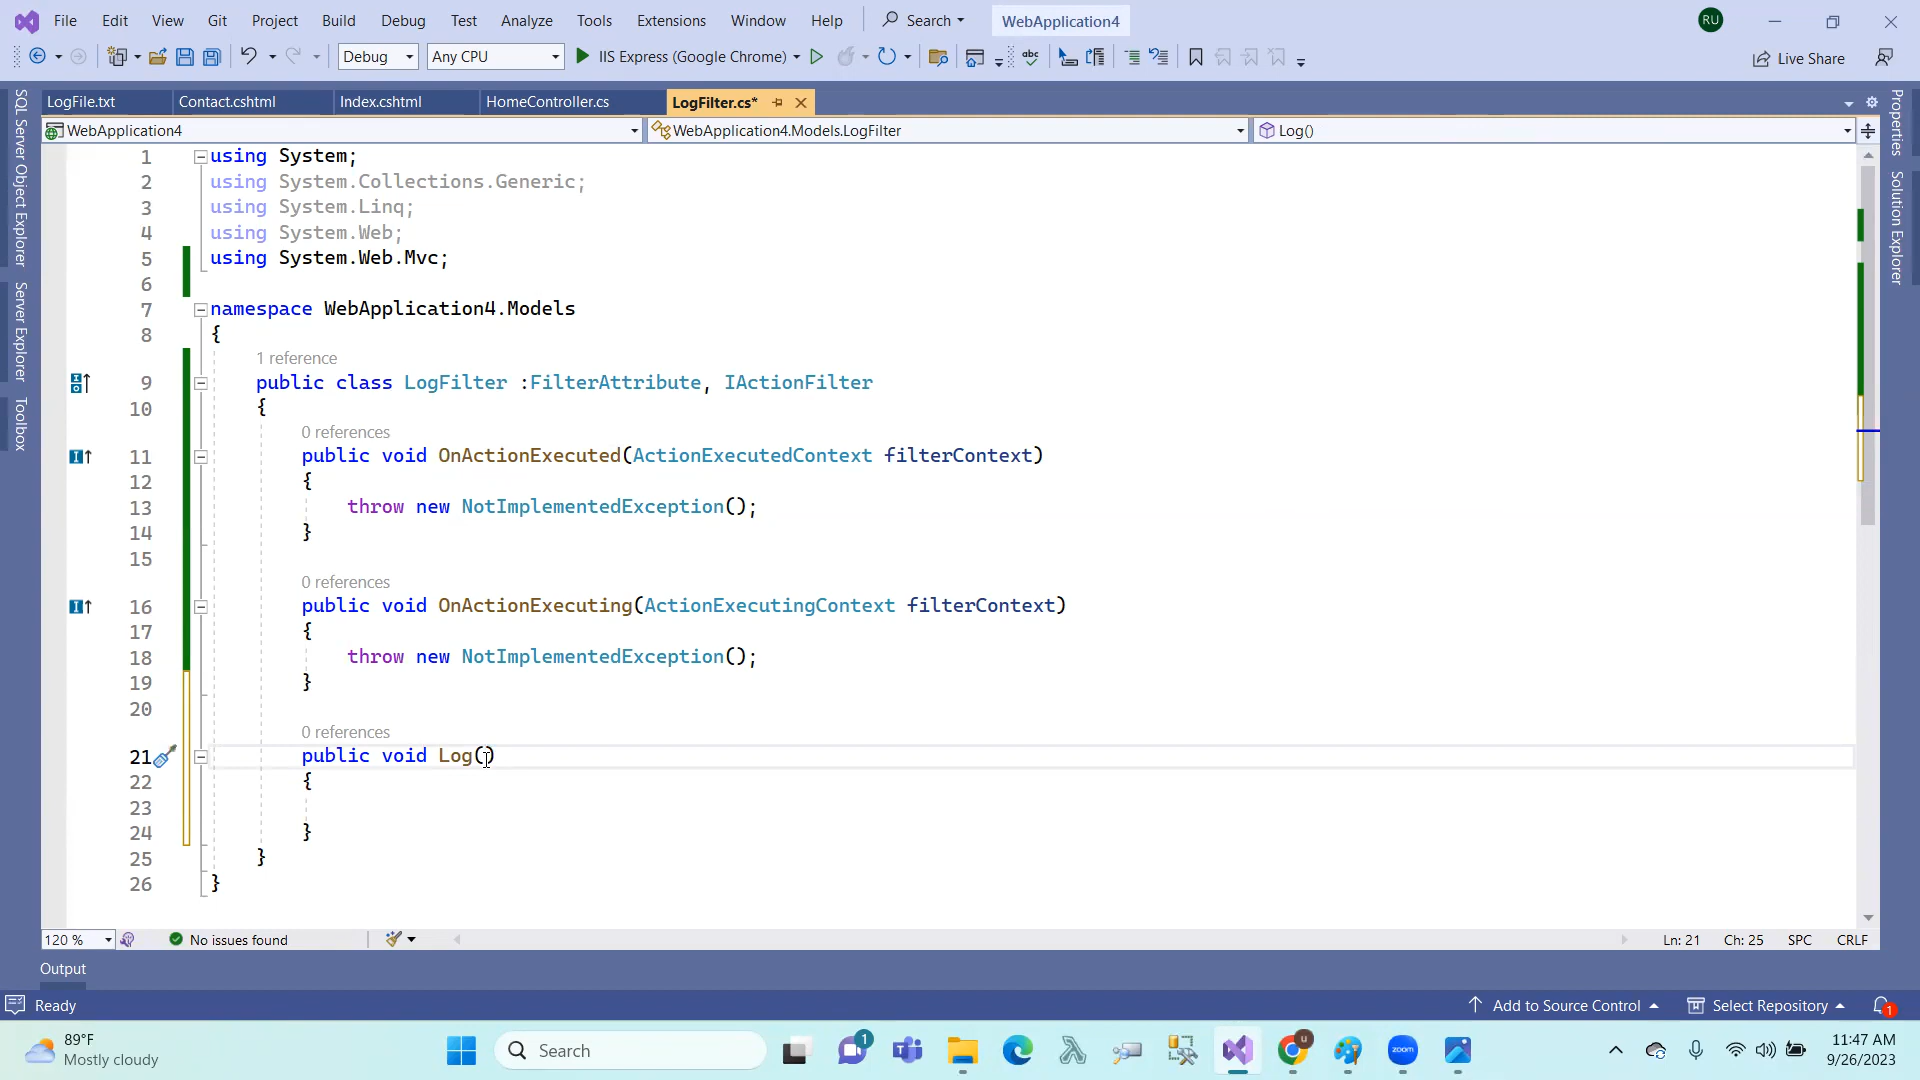 File Edit View Git Project Build Debug Test Analyze Tools Extensions Window Help Search WebApplication4 RU
Debug Any CPU IIS Express (Google Chrome) Live Share
LogFile.txt Contact.cshtml Index.cshtml HomeController.cs LogFilter.cs*
WebApplication4 WebApplication4.Models.LogFilter Log()
SQL Server Object Explorer
Server Explorer
Toolbox
Properties
Solution Explorer
1 using System;
2 using System.Collections.Generic;
3 using System.Linq;
4 using System.Web;
5 using System.Web.Mvc;
6
7 namespace WebApplication4.Models
8 {
1 reference
9 public class LogFilter :FilterAttribute, IActionFilter
10 {
0 references
11 public void OnActionExecuted(ActionExecutedContext filterContext)
12 {
13 throw new NotImplementedException();
14 }
15
0 references
16 public void OnActionExecuting(ActionExecutingContext filterContext)
17 {
18 throw new NotImplementedException();
19 }
20
0 references
21 public void Log()
22 {
23
24 }
25 }
26 }
120 % No issues found Ln: 21 Ch: 25 SPC CRLF
Output
Ready Add to Source Control Select Repository 1
89°F
Mostly cloudy
Search 1 zoom
11:47 AM
9/26/2023